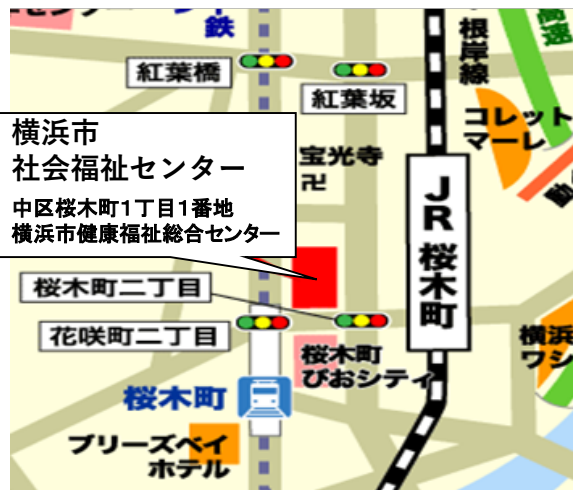 鉄
根岸線
紅葉橋
紅葉坂
コレット
マーレ
横浜市
社会福祉センター
中区桜木町1丁目1番地
横浜市健康福祉総合センター
宝光寺
卍
JR桜木町
桜木町二丁目
花咲町二丁目
桜木町
ぴおシティ
横浜
ワシ
桜木町
ブリーズベイ
ホテル